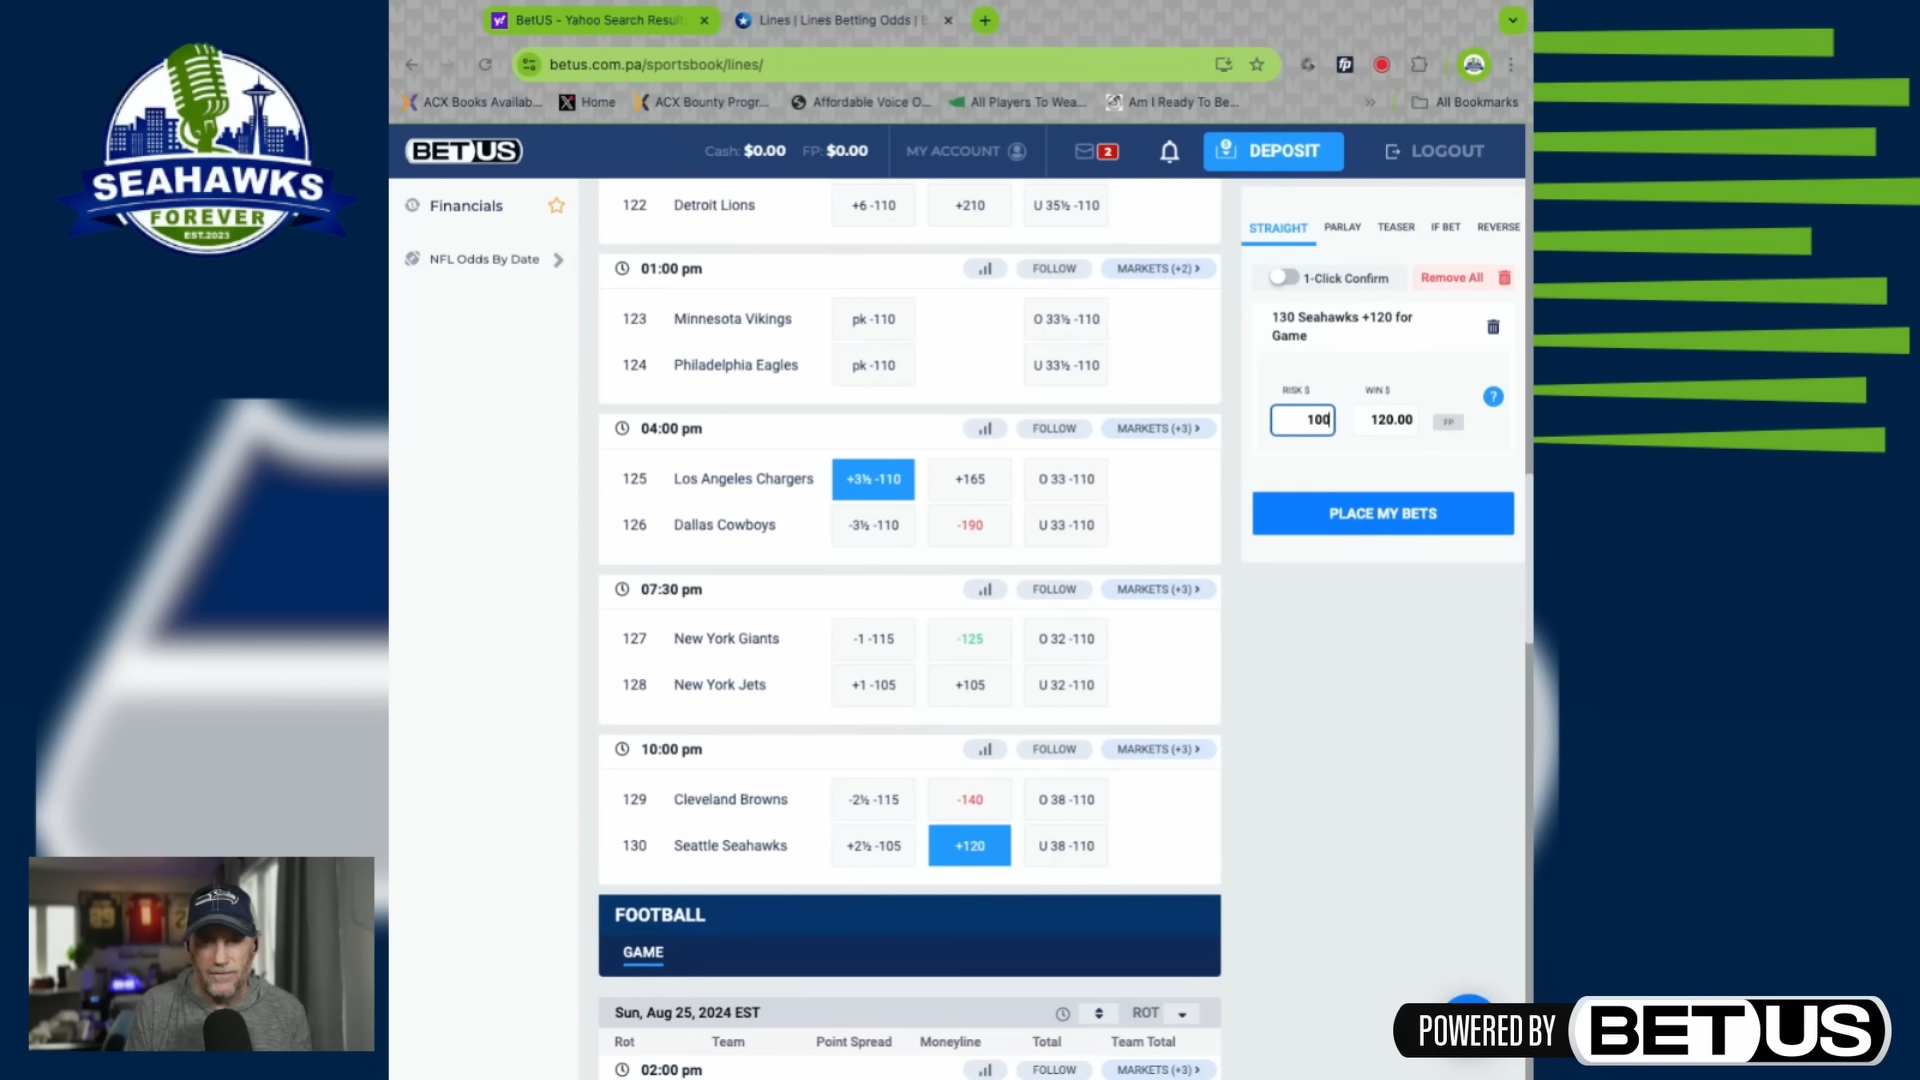 BetUS - Yahoo Search Result
Lines | Lines Betting Odds |
betus.com.pa/sportsbook/lines/
ACX Books Availab...
Home
ACX Bounty Progr...
Affordable Voice O...
All Players To Wea...
Am I Ready To Be...
All Bookmarks
SEAHAWKS
FOREVER
EST.2023
BETUS
Cash: $0.00 FP: $0.00
MY ACCOUNT
2
DEPOSIT
LOGOUT
Financials
NFL Odds By Date
122 Detroit Lions +6 -110 +210 U 35½ -110
01:00 pm FOLLOW MARKETS (+2)
123 Minnesota Vikings pk -110 O 33½ -110
124 Philadelphia Eagles pk -110 U 33½ -110
04:00 pm FOLLOW MARKETS (+3)
125 Los Angeles Chargers +3½ -110 +165 O 33 -110
126 Dallas Cowboys -3½ -110 -190 U 33 -110
07:30 pm FOLLOW MARKETS (+3)
127 New York Giants -1 -115 -125 O 32 -110
128 New York Jets +1 -105 +105 U 32 -110
10:00 pm FOLLOW MARKETS (+3)
129 Cleveland Browns -2½ -115 -140 O 38 -110
130 Seattle Seahawks +2½ -105 +120 U 38 -110
FOOTBALL
GAME
Sun, Aug 25, 2024 EST ROT
Rot Team Point Spread Moneyline Total Team Total
02:00 pm FOLLOW MARKETS (+3)
STRAIGHT PARLAY TEASER IF BET REVERSE
1-Click Confirm Remove All
130 Seahawks +120 for
Game
RISK $ WIN $
100 120.00 FP
?
PLACE MY BETS
POWERED BY BETUS